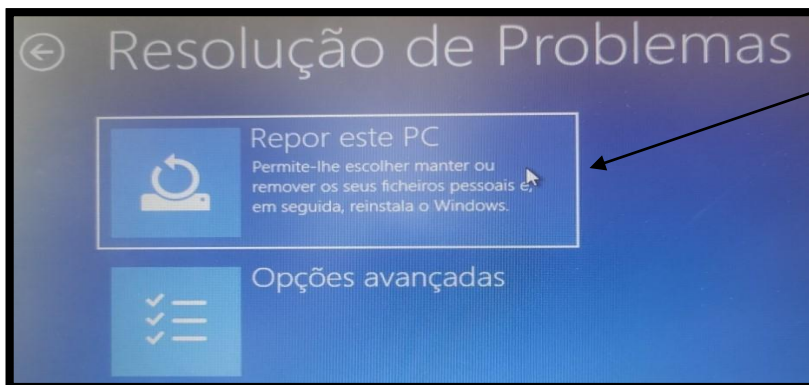 Resolução de Problemas
Repor este PC
Permite-lhe escolher manter ou
remover os seus ficheiros pessoais e,
em seguida, reinstala o Windows.
Opções avançadas